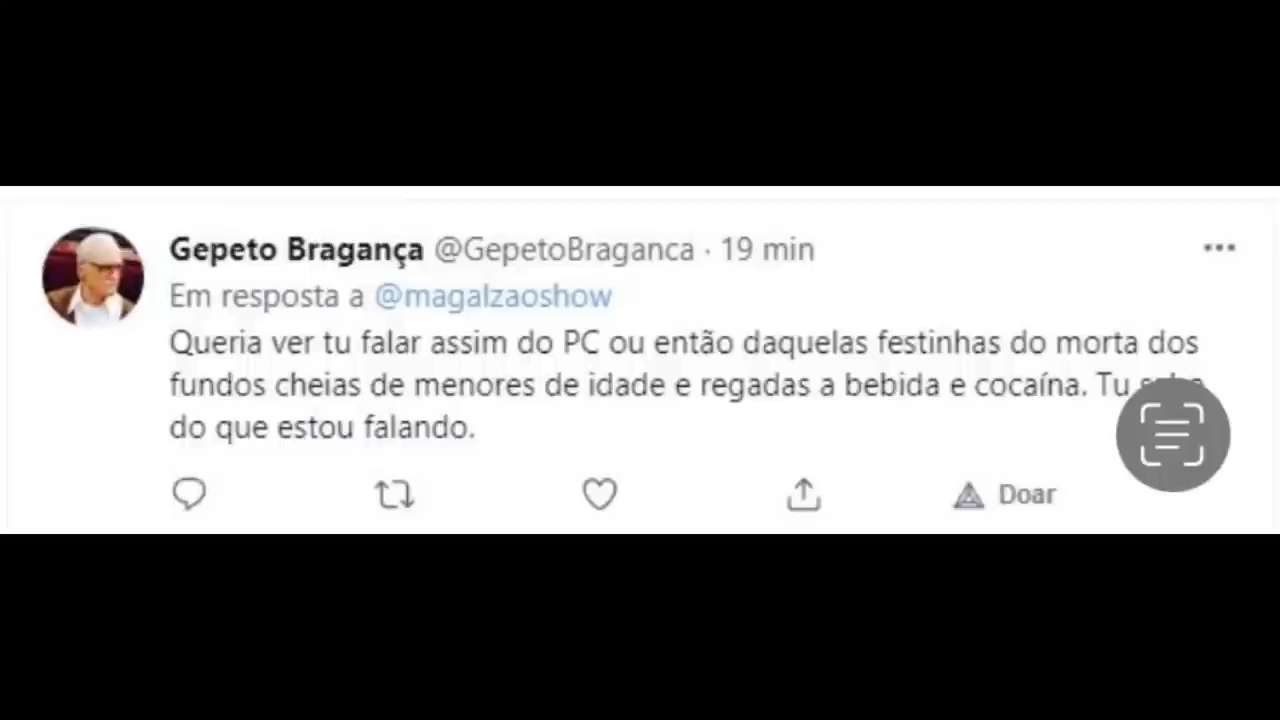 Gepeto Bragança @GepetoBraganca · 19 min
Em resposta a @magalzaoshow
Queria ver tu falar assim do PC ou então daquelas festinhas do morta dos
fundos cheias de menores de idade e regadas a bebida e cocaína. Tu
do que estou falando.
Doar